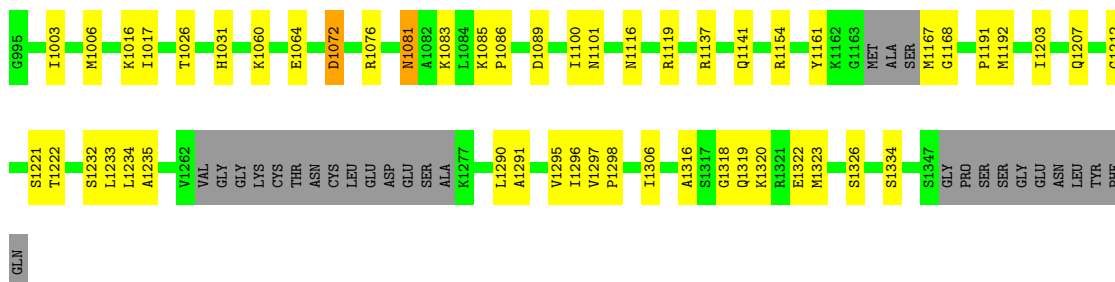 G995 I1003 M1006 K1016 I1017 T1026 H1031 K1060 E1064 D1072 R1076 N1081 A1082 K1083 L1084 K1085 P1086 D1089 I1100 N1101 N1116 R1119 R1137 Q1141 R1154 Y1161 K1162 G1163 MET ALA SER M1167 G1168 P1191 M1192 I1203 Q1207
S1221 T1222 S1232 L1233 L1234 A1235 V1262 VAL GLY GLY LYS CYS THR ASN CYS LEU GLU ASP GLU SER ALA K1277 L1290 A1291 V1295 I1296 V1297 P1298 I1306 A1316 S1317 G1318 Q1319 K1320 R1321 E1322 M1323 S1326 S1334 S1347 GLY PRO SER SER GLY GLU ASN LEU TYR PHE
GLN